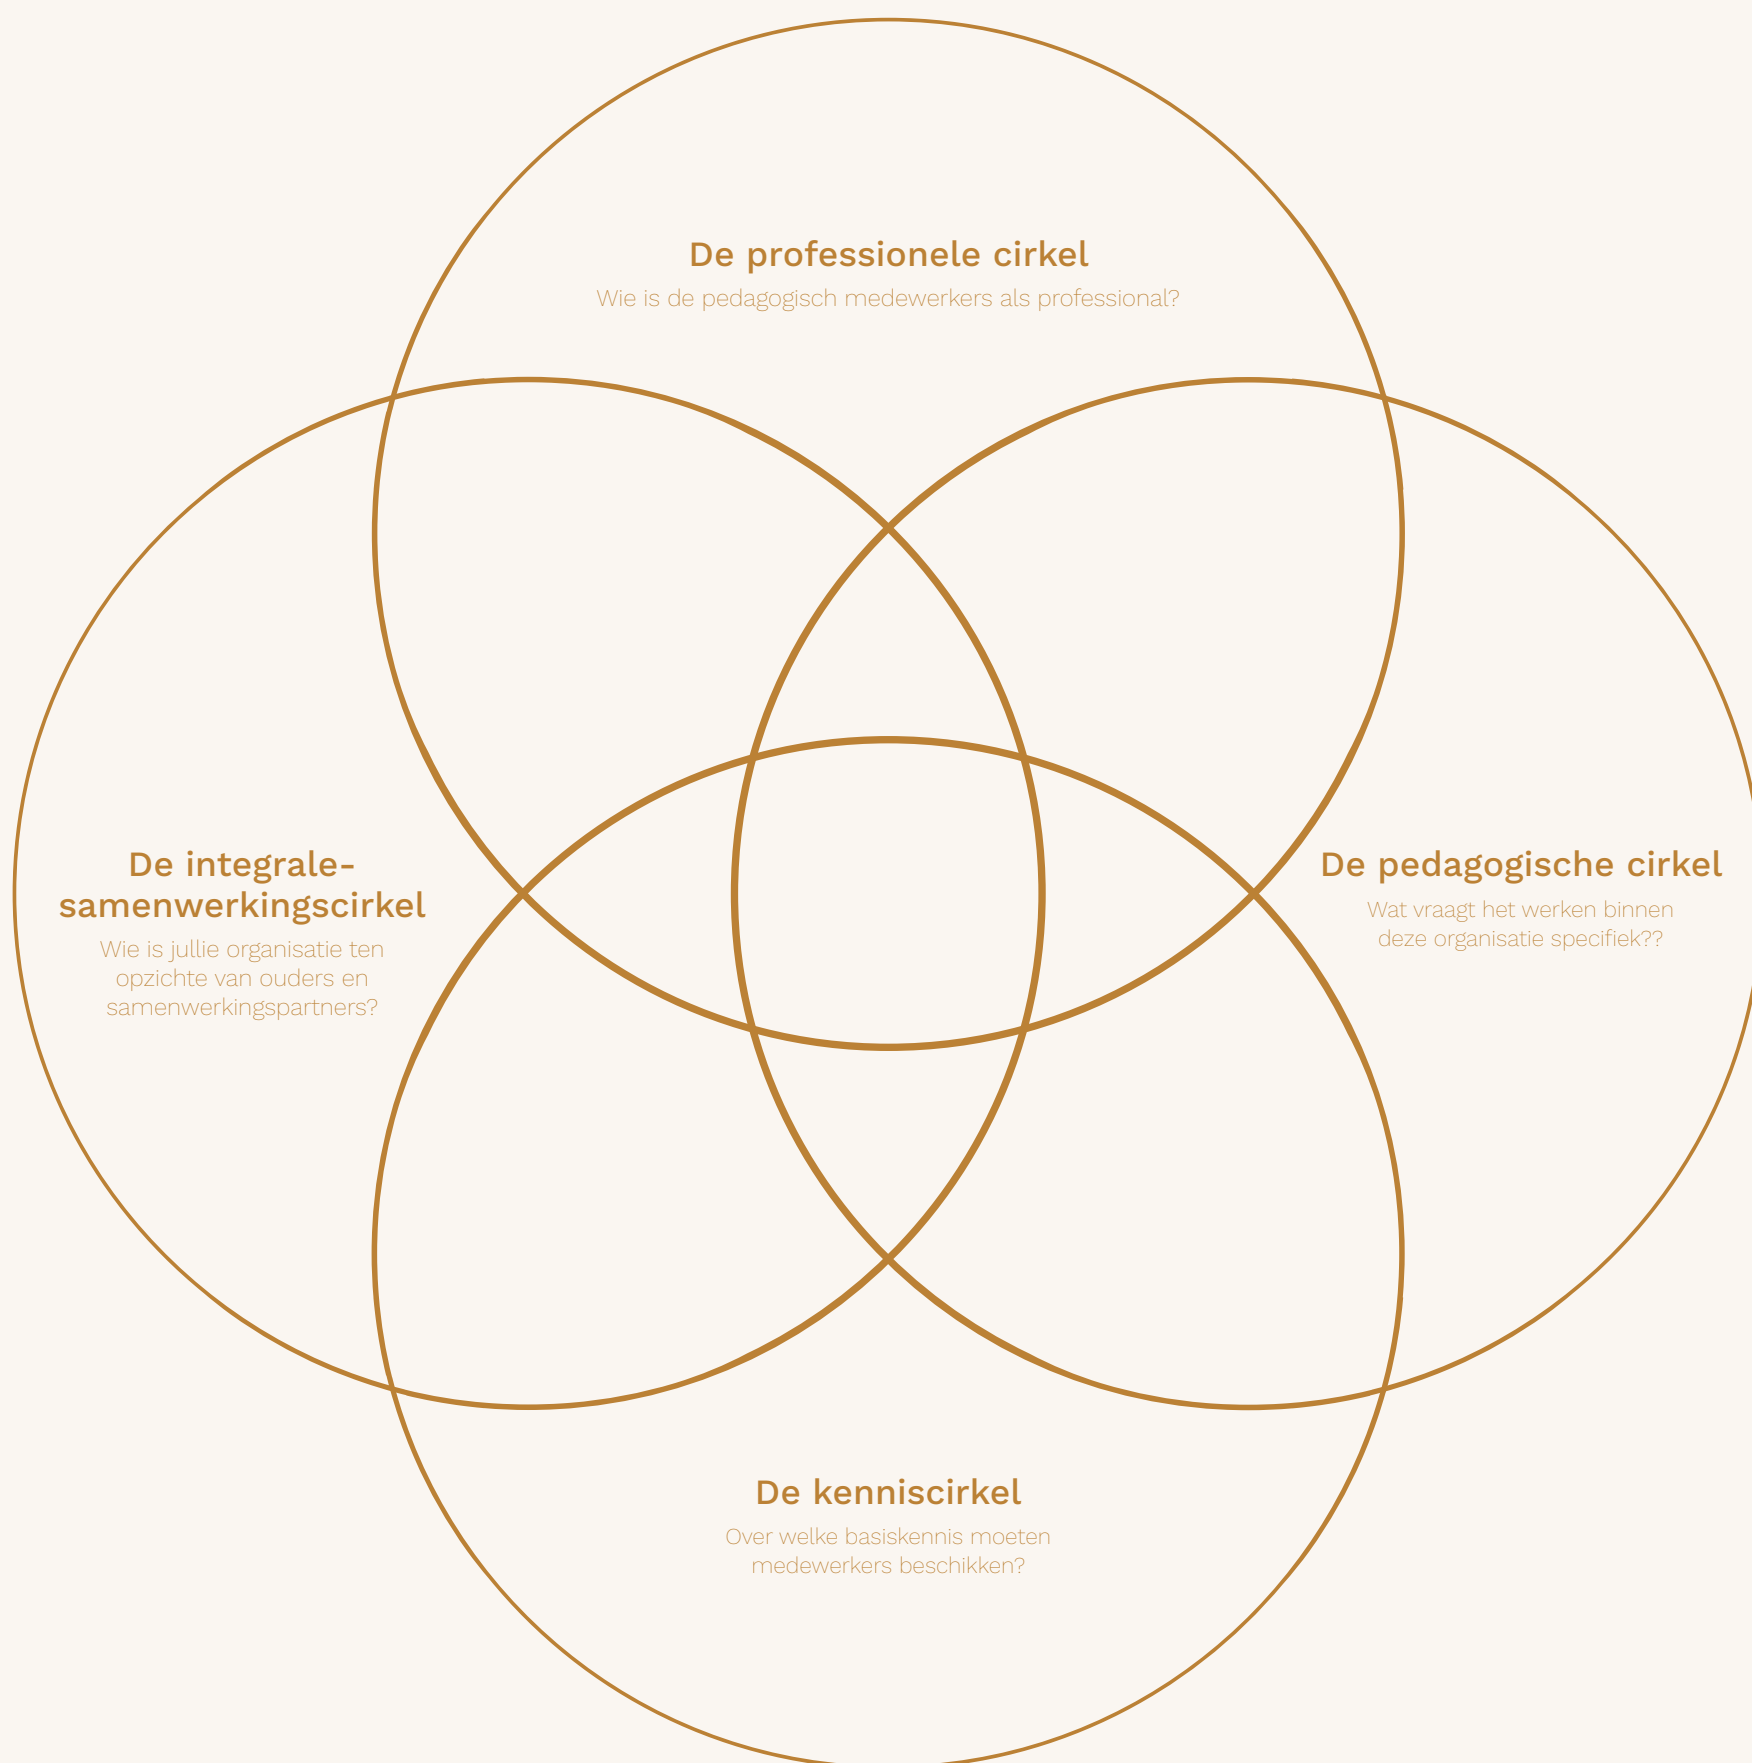 De professionele cirkel
Wie is de pedagogisch medewerkers als professional?
De integrale-
samenwerkingscirkel
Wie is jullie organisatie ten
opzichte van ouders en
samenwerkingspartners?
De pedagogische cirkel
Wat vraagt het werken binnen
deze organisatie specifiek??
De kenniscirkel
Over welke basiskennis moeten
medewerkers beschikken?